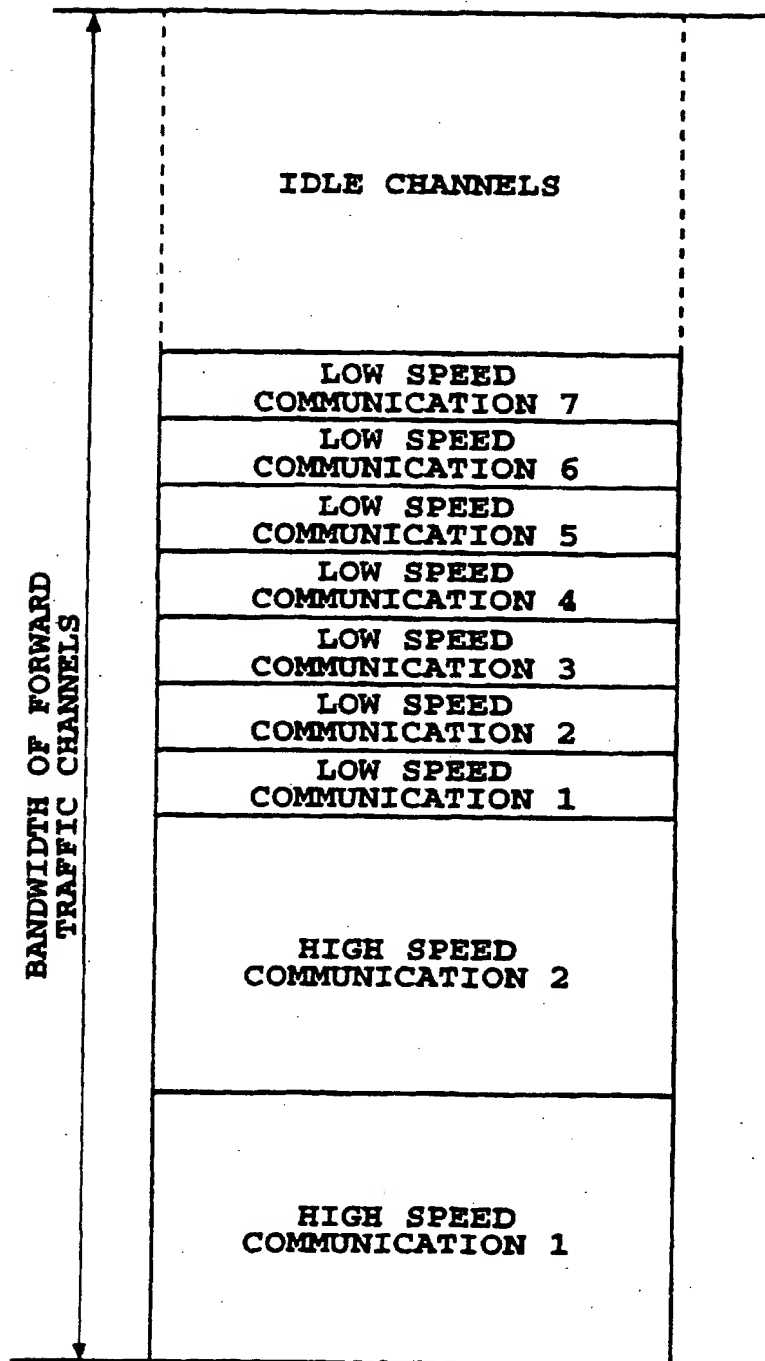 IDLE CHANNELS
LOW SPEED
COMMUNICATION 7
LOW SPEED
COMMUNICATION 6
LOW SPEED
COMMUNICATION 5
LOW SPEED
COMMUNICATION 4
LOW SPEED
COMMUNICATION 3
LOW SPEED
COMMUNICATION 2
LOW SPEED
COMMUNICATION 1
HIGH SPEED
COMMUNICATION 2
HIGH SPEED
COMMUNICATION 1
BANDWIDTH OF FORWARD
TRAFFIC CHANNELS